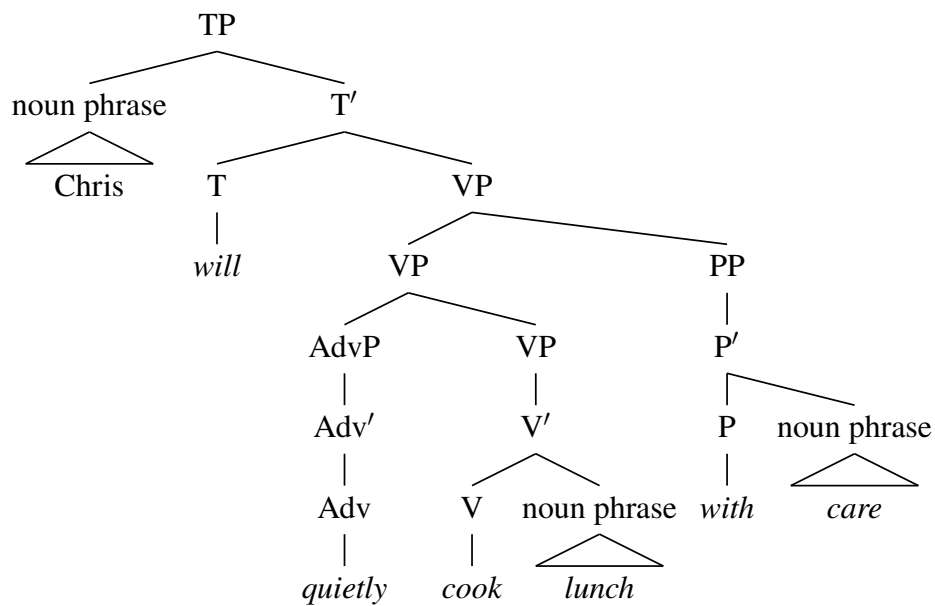 TP
noun phrase T′
Chris T VP
will VP PP
AdvP VP P′
Adv' V′ P noun phrase
Adv V noun phrase with care
quietly cook lunch